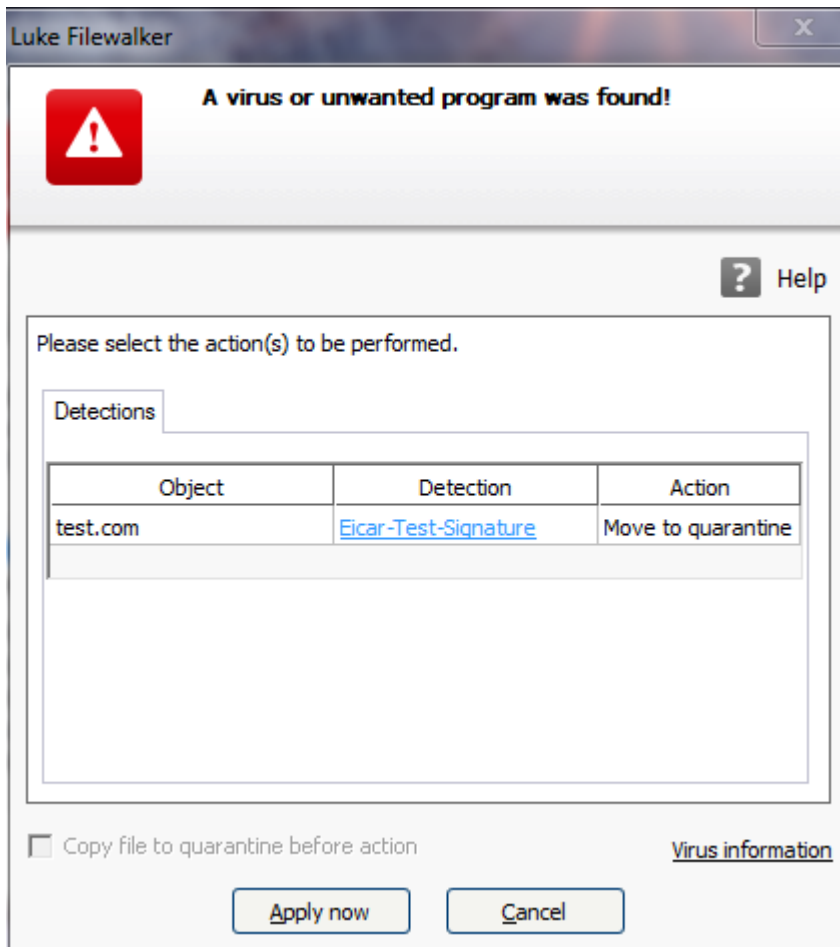 Luke Filewalker
x
A virus or unwanted program was found!
? Help
Please select the action(s) to be performed.
Detections
Object Detection Action
test.com Eicar-Test-Signature Move to quarantine
Copy file to quarantine before action Virus information
Apply now Cancel